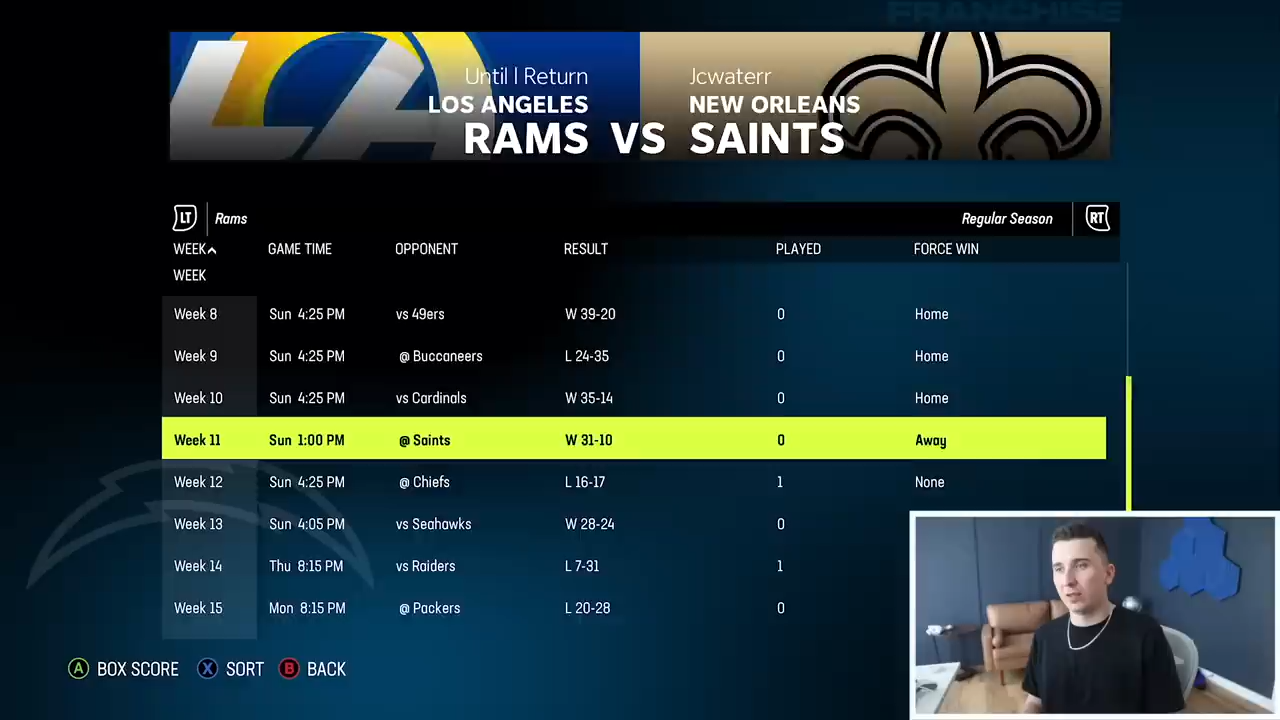 FRANCHISE
Until I Return
LOS ANGELES
RAMS VS SAINTS
Jcwaterr
NEW ORLEANS
LT Rams Regular Season RT
WEEK GAME TIME OPPONENT RESULT PLAYED FORCE WIN
WEEK
Week 8 Sun 4:25 PM vs 49ers W 39-20 0 Home
Week 9 Sun 4:25 PM @ Buccaneers L 24-35 0 Home
Week 10 Sun 4:25 PM vs Cardinals W 35-14 0 Home
Week 11 Sun 1:00 PM @ Saints W 31-10 0 Away
Week 12 Sun 4:25 PM @ Chiefs L 16-17 1 None
Week 13 Sun 4:05 PM vs Seahawks W 28-24 0
Week 14 Thu 8:15 PM vs Raiders L 7-31 1
Week 15 Mon 8:15 PM @ Packers L 20-28 0
A BOX SCORE X SORT B BACK